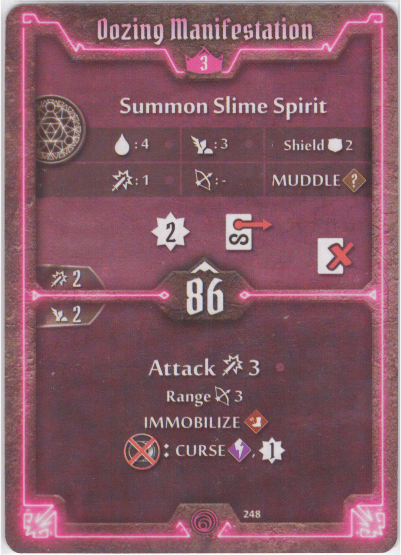 Oozing Manifestation
3
Summon Slime Spirit
: 4 : 3 Shield 2
: 1 : - MUDDLE ?
2
2
86
2
Attack 3
Range 3
IMMOBILIZE
: CURSE , 1
248